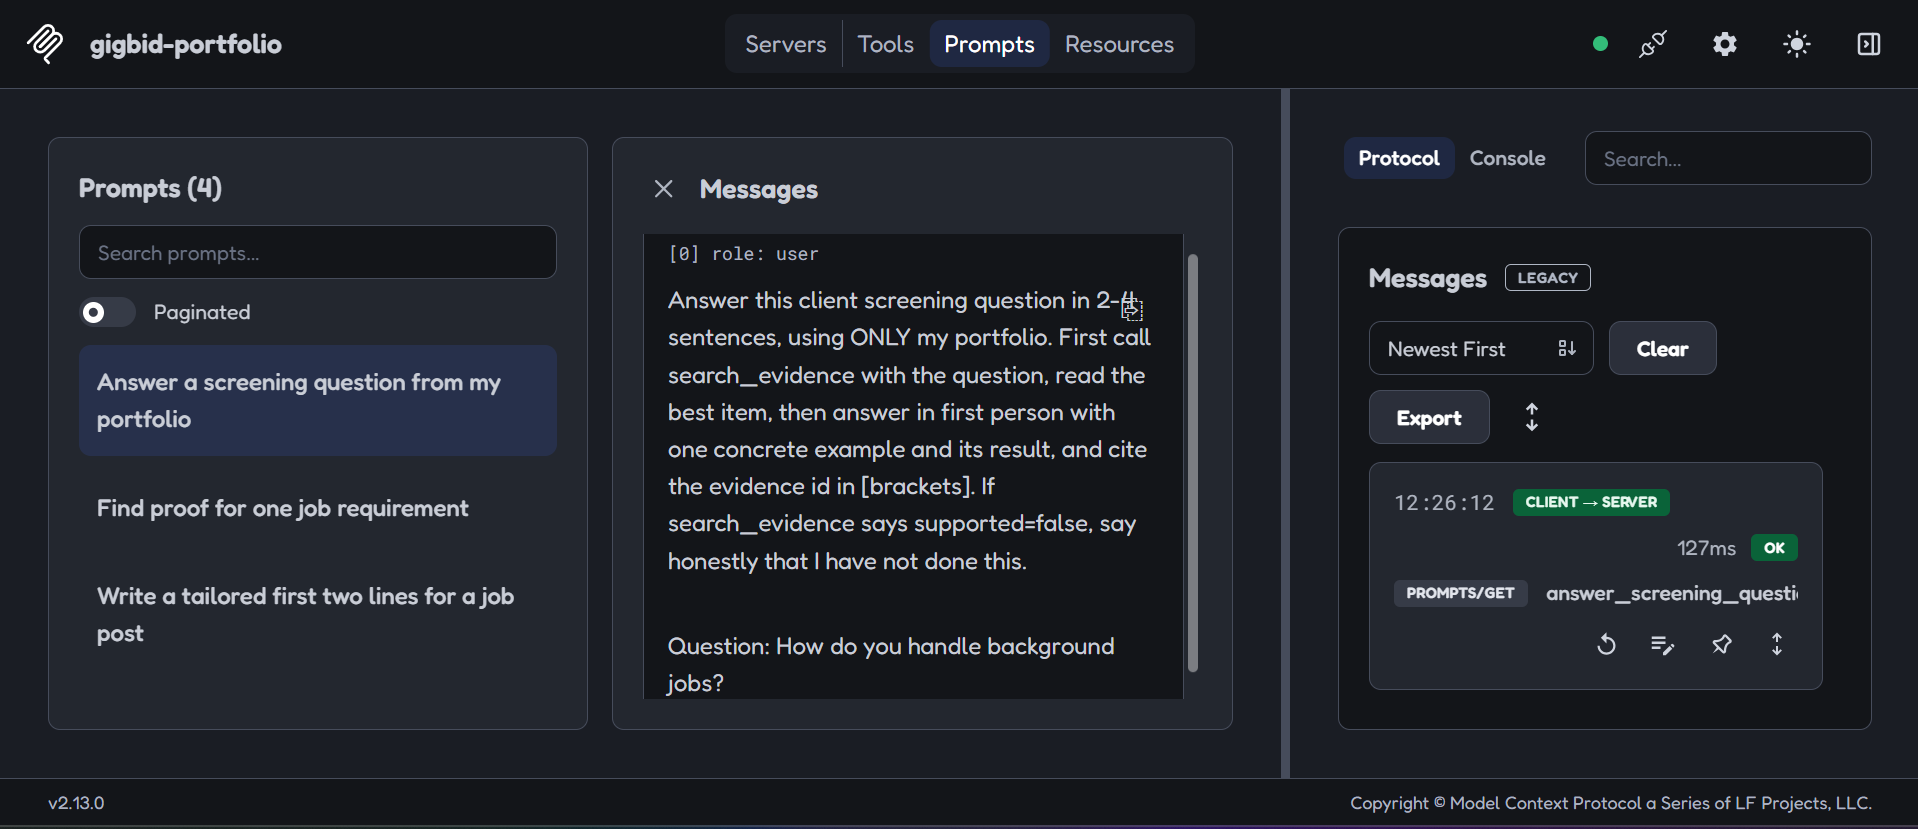 gigbid-portfolio
Servers
Tools
Prompts
Resources
Prompts (4)
Search prompts...
Paginated
Answer a screening question from my
portfolio
Find proof for one job requirement
Write a tailored first two lines for a job
post
Messages
[0] role: user
Answer this client screening question in 2-4
sentences, using ONLY my portfolio. First call
search_evidence with the question, read the
best item, then answer in first person with
one concrete example and its result, and cite
the evidence id in [brackets]. If
search_evidence says supported=false, say
honestly that I have not done this.
Question: How do you handle background
jobs?
Protocol
Console
Search...
Messages
LEGACY
Newest First
Clear
Export
12:26:12
CLIENT → SERVER
127ms
OK
PROMPTS/GET
answer_screening_questi
v2.13.0
Copyright © Model Context Protocol a Series of LF Projects, LLC.